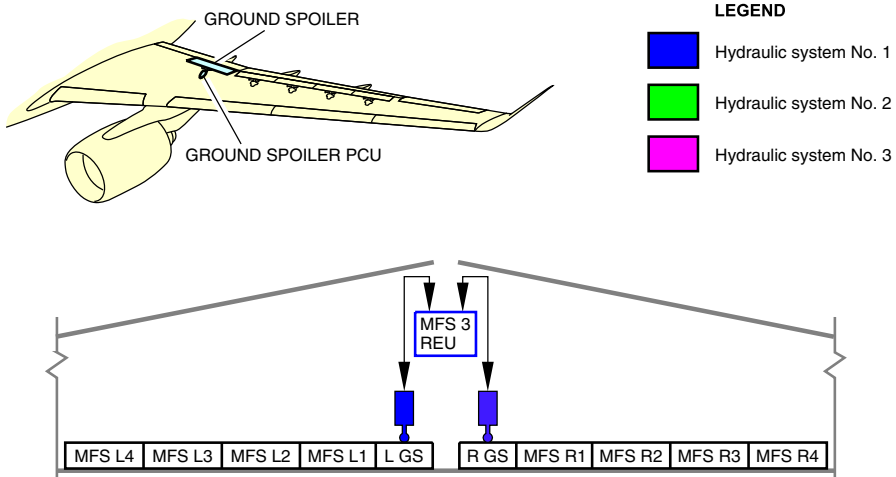 GROUND SPOILER
GROUND SPOILER PCU
LEGEND
Hydraulic system No. 1
Hydraulic system No. 2
Hydraulic system No. 3
MFS 3
REU
MFS L4 MFS L3 MFS L2 MFS L1 L GS R GS MFS R1 MFS R2 MFS R3 MFS R4